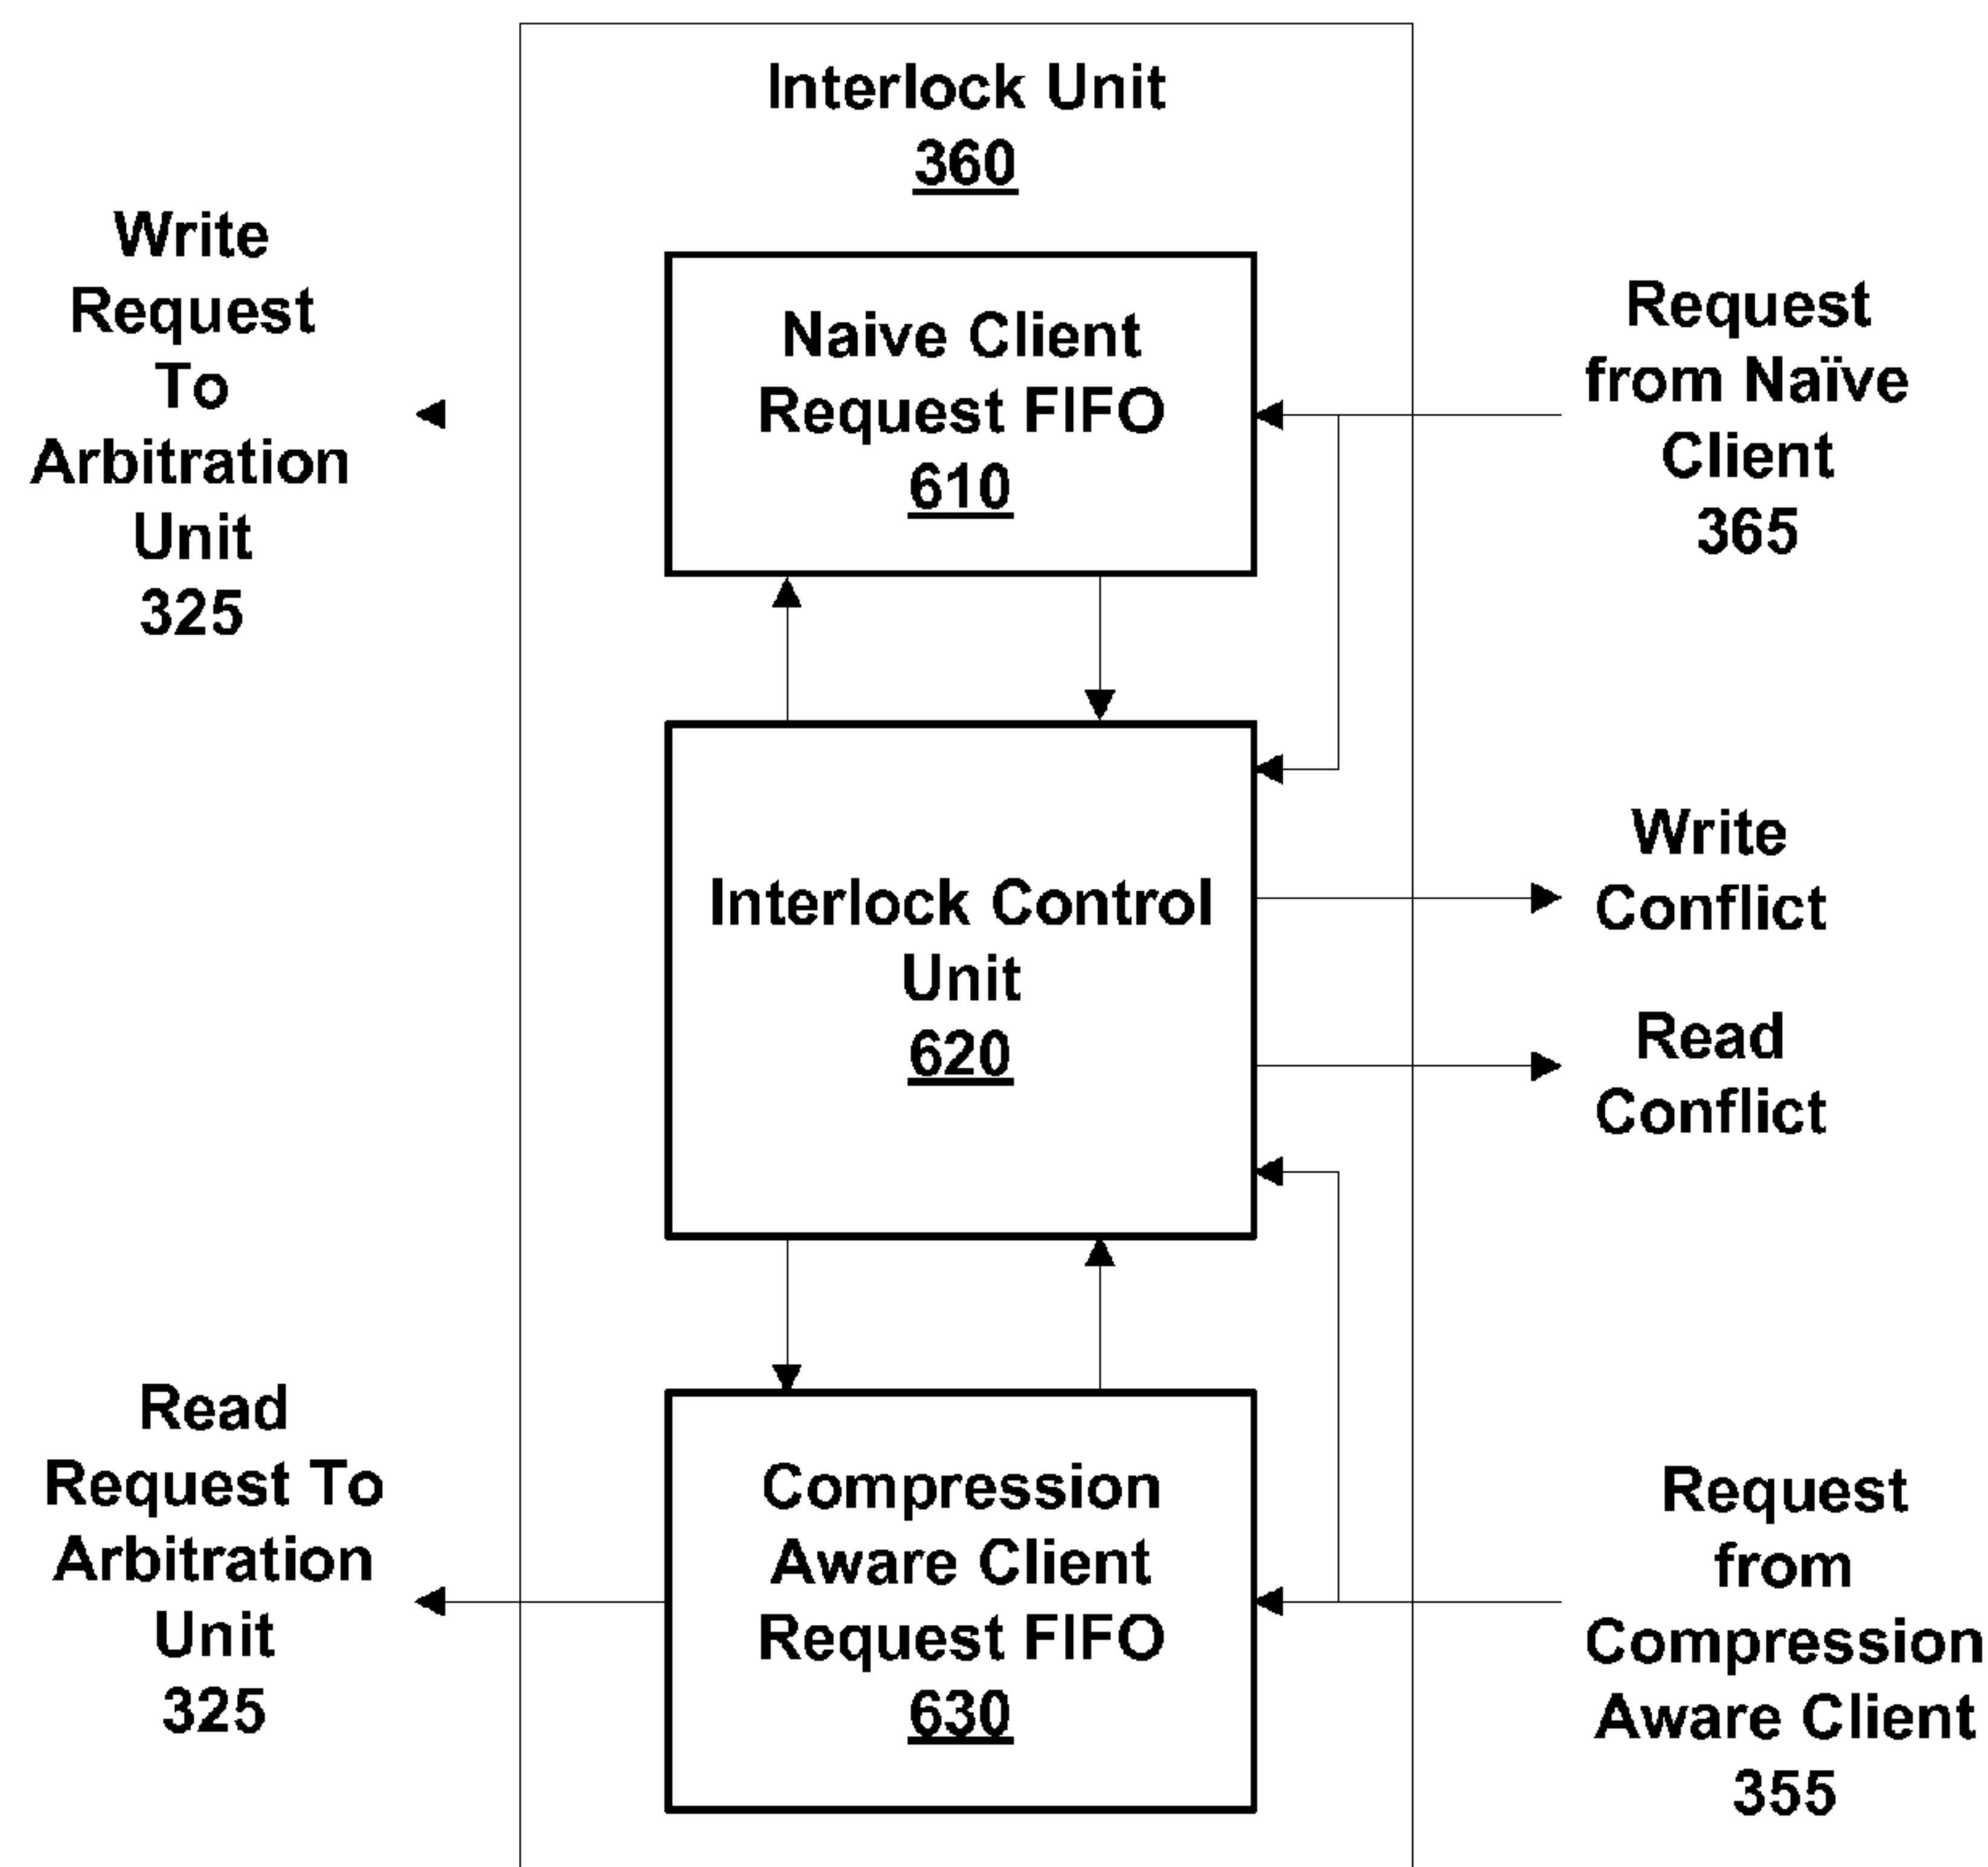 Interlock Unit
360
Write
Request
To
Arbitration
Unit
325
Naive Client
Request FIFO
610
Request
from Naïve
Client
365
Interlock Control
Unit
620
Write
Conflict
Read
Conflict
Read
Request To
Arbitration
Unit
325
Compression
Aware Client
Request FIFO
630
Request
from
Compression
Aware Client
355